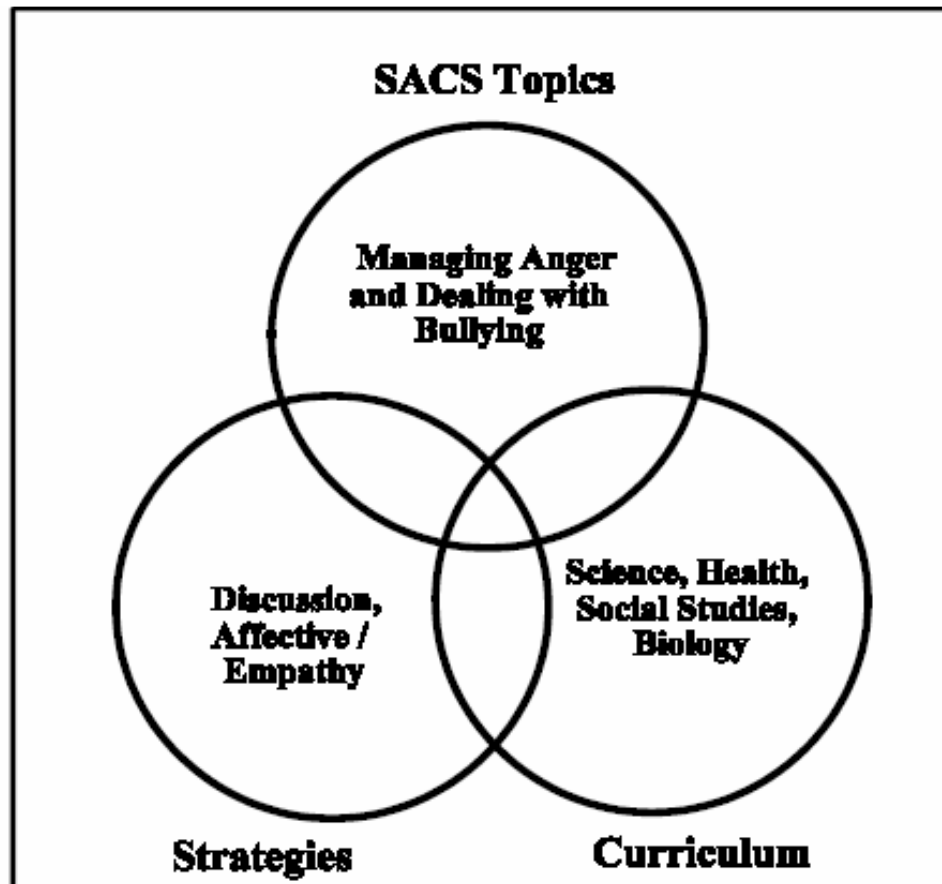 SACS Topics
Managing Anger
and Dealing with
Bullying
Discussion,
Affective /
Empathy
Science, Health,
Social Studies,
Biology
Strategies
Curriculum